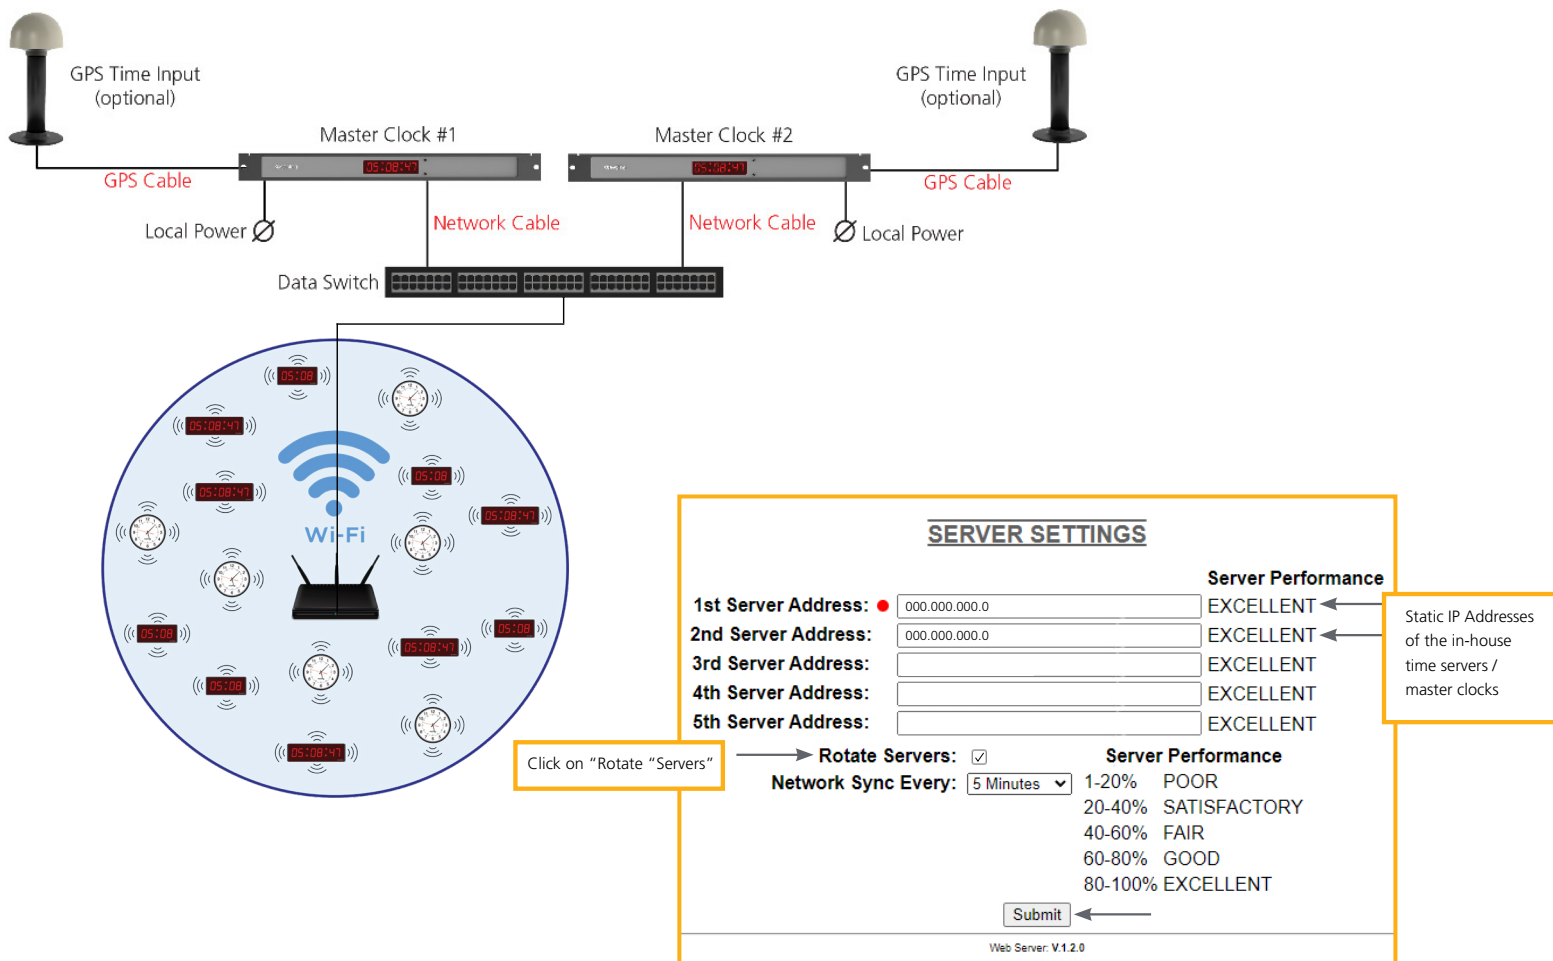 GPS Time Input
(optional)
GPS Time Input
(optional)
Master Clock #1
Master Clock #2
05:08:47
05:08:47
GPS Cable
GPS Cable
Local Power
Network Cable
Network Cable
Local Power
Data Switch
05:08
05:08:47
05:08
05:08:47
05:08:47
Wi-Fi
05:08
05:08
05:08:47
05:08
05:08:47
SERVER SETTINGS
Server Performance
1st Server Address: 000.000.000.0 EXCELLENT
2nd Server Address: 000.000.000.0 EXCELLENT
3rd Server Address: EXCELLENT
4th Server Address: EXCELLENT
5th Server Address: EXCELLENT
Static IP Addresses
of the in-house
time servers /
master clocks
Click on “Rotate “Servers”
Rotate Servers:
Network Sync Every: 5 Minutes
Server Performance
1-20% POOR
20-40% SATISFACTORY
40-60% FAIR
60-80% GOOD
80-100% EXCELLENT
Submit
Web Server: V.1.2.0